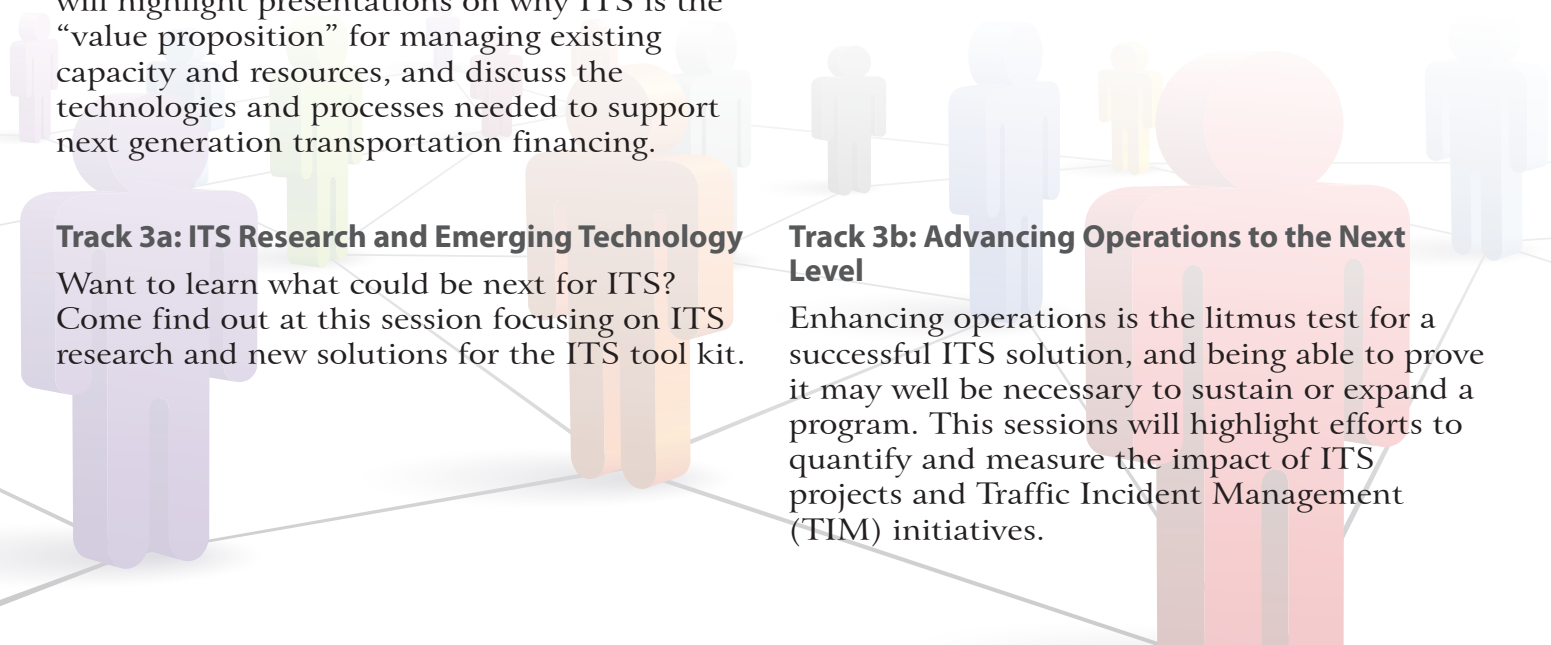 will highlight presentations on why ITS is the
“value proposition” for managing existing
capacity and resources, and discuss the
technologies and processes needed to support
next generation transportation financing.
Track 3a: ITS Research and Emerging Technology
Want to learn what could be next for ITS?
Come find out at this session focusing on ITS
research and new solutions for the ITS tool kit.
Track 3b: Advancing Operations to the Next
Level
Enhancing operations is the litmus test for a
successful ITS solution, and being able to prove
it may well be necessary to sustain or expand a
program. This sessions will highlight efforts to
quantify and measure the impact of ITS
projects and Traffic Incident Management
(TIM) initiatives.